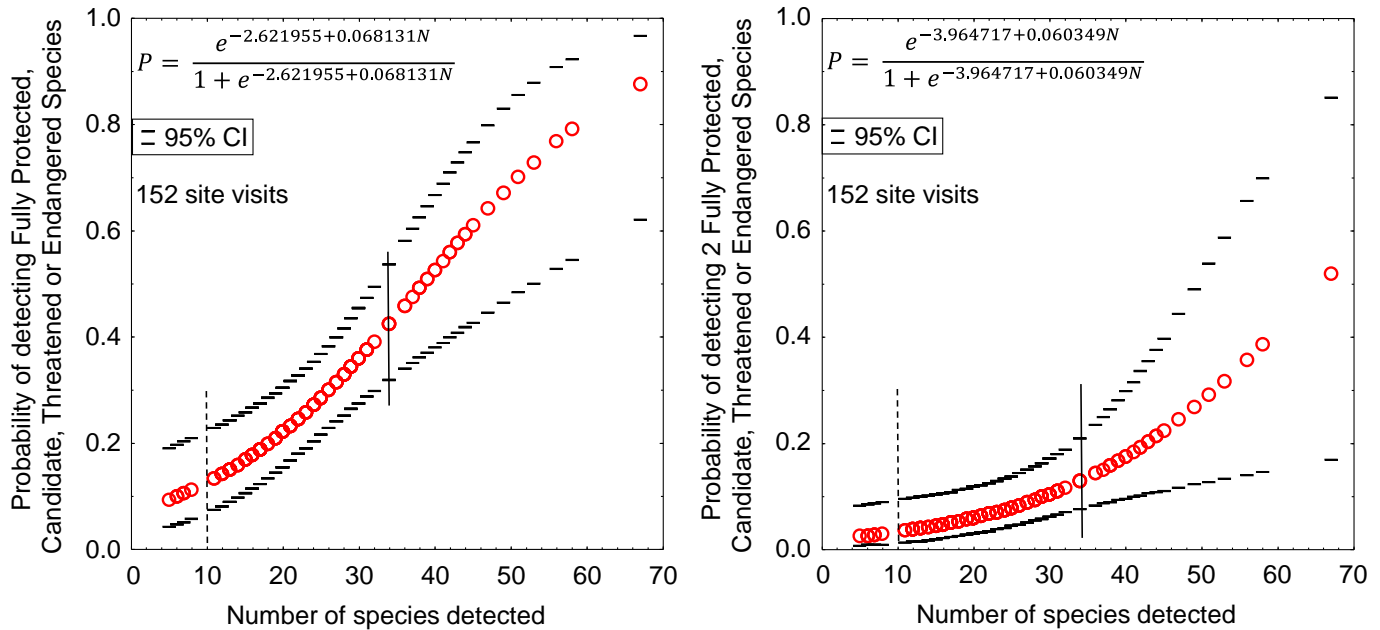 Probability of detecting Fully Protected,
Candidate, Threatened or Endangered Species
1.0
0.8
0.6
0.4
0.2
0.0
P = e^{-2.621955+0.068131N} / 1 + e^{-2.621955+0.068131N}
95% CI
152 site visits
0 10 20 30 40 50 60 70
Number of species detected
Probability of detecting 2 Fully Protected,
Candidate, Threatened or Endangered Species
1.0
0.8
0.6
0.4
0.2
0.0
P = e^{-3.964717+0.060349N} / 1 + e^{-3.964717+0.060349N}
95% CI
152 site visits
0 10 20 30 40 50 60 70
Number of species detected